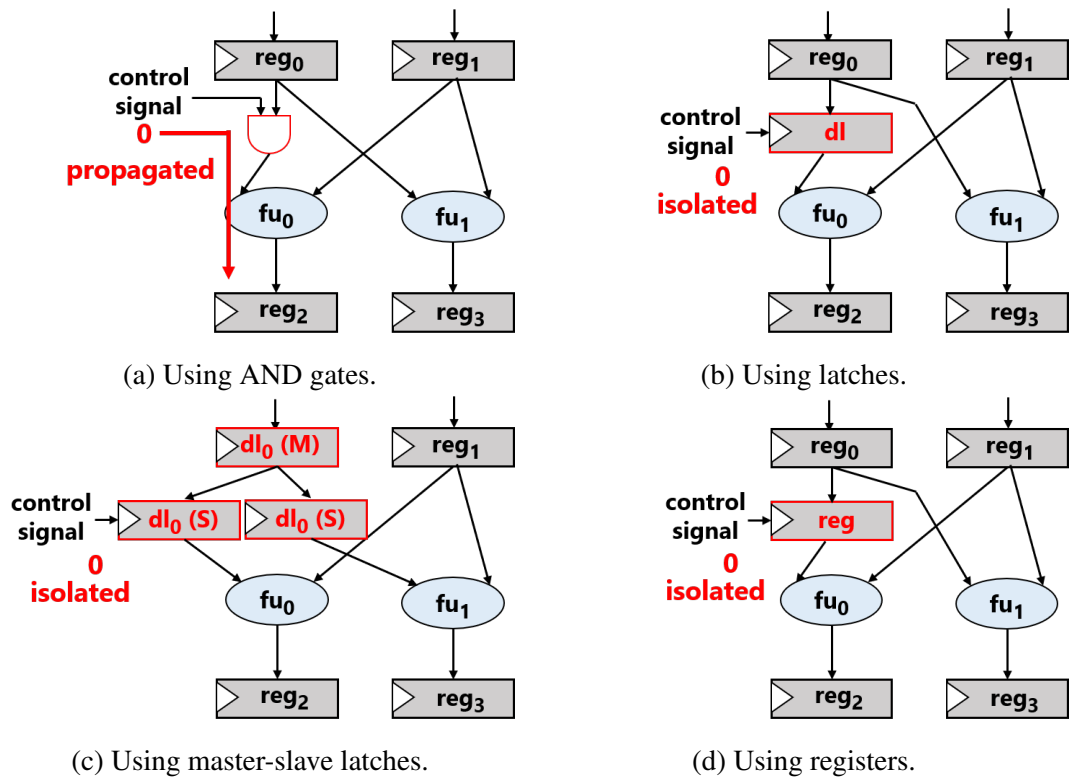 reg0
reg1
control
signal
0
propagated
fu0
fu1
reg2
reg3
(a) Using AND gates.
reg0
reg1
control
signal
dl
0
isolated
fu0
fu1
reg2
reg3
(b) Using latches.
dl0 (M)
reg1
control
signal
dl0 (S)
dl0 (S)
0
isolated
fu0
fu1
reg2
reg3
(c) Using master-slave latches.
reg0
reg1
control
signal
reg
0
isolated
fu0
fu1
reg2
reg3
(d) Using registers.